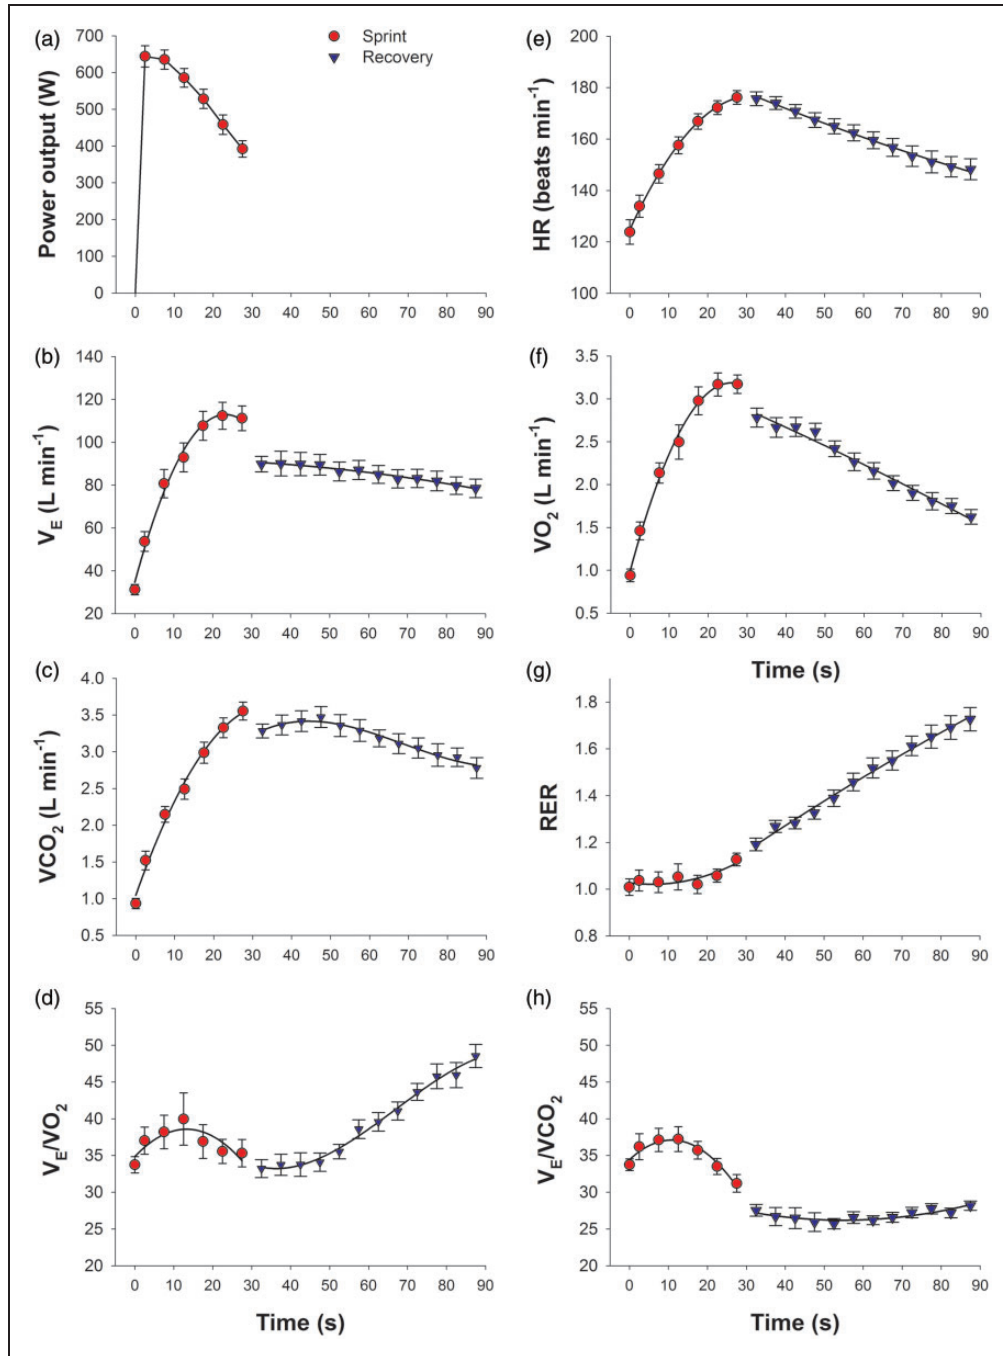 (a)
Power output (W)
700
600
500
400
300
200
100
0
0 10 20 30 40 50 60 70 80 90
Sprint
Recovery
(e)
HR (beats min⁻¹)
200
180
160
140
120
100
0 10 20 30 40 50 60 70 80 90
(b)
V_E (L min⁻¹)
140
120
100
80
60
40
20
0 10 20 30 40 50 60 70 80 90
(f)
VO₂ (L min⁻¹)
3.5
3.0
2.5
2.0
1.5
1.0
0.5
0 10 20 30 40 50 60 70 80 90
Time (s)
(c)
VCO₂ (L min⁻¹)
4.0
3.5
3.0
2.5
2.0
1.5
1.0
0.5
0 10 20 30 40 50 60 70 80 90
(g)
RER
1.8
1.6
1.4
1.2
1.0
0.8
0 10 20 30 40 50 60 70 80 90
(d)
V_E/VO₂
55
50
45
40
35
30
25
20
0 10 20 30 40 50 60 70 80 90
Time (s)
(h)
V_E/VCO₂
55
50
45
40
35
30
25
20
0 10 20 30 40 50 60 70 80 90
Time (s)